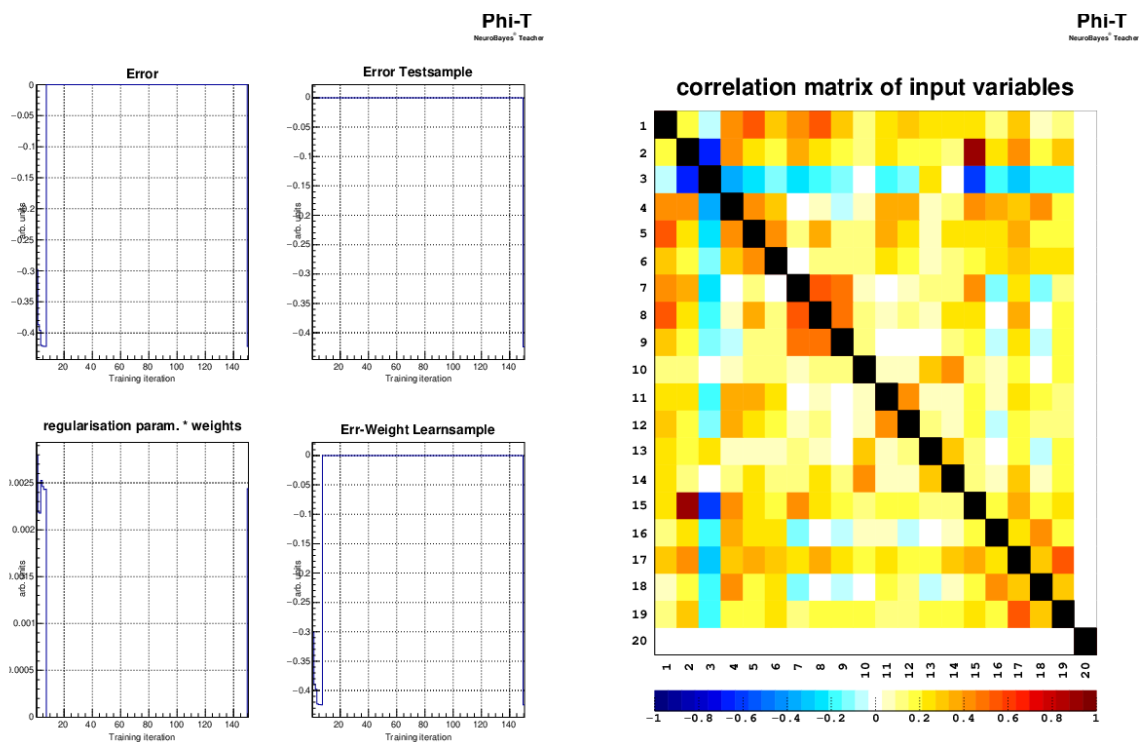 Phi-T
NeuroBayes® Teacher
Error
0
−0.05
−0.1
−0.15
−0.2
−0.25
−0.3
−0.35
−0.4
arb. units
20 40 60 80 100 120 140
Training iteration
Error Testsample
0
−0.05
−0.1
−0.15
−0.2
−0.25
−0.3
−0.35
−0.4
arb. units
20 40 60 80 100 120 140
Training iteration
regularisation param. * weights
0.0025
0.002
0.0015
0.001
0.0005
0
arb. units
20 40 60 80 100 120 140
Training iteration
Err-Weight Learnsample
0
−0.05
−0.1
−0.15
−0.2
−0.25
−0.3
−0.35
−0.4
arb. units
20 40 60 80 100 120 140
Training iteration
Phi-T
NeuroBayes® Teacher
correlation matrix of input variables
1
2
3
4
5
6
7
8
9
10
11
12
13
14
15
16
17
18
19
20
1 2 3 4 5 6 7 8 9 10 11 12 13 14 15 16 17 18 19 20
−1 −0.8 −0.6 −0.4 −0.2 0 0.2 0.4 0.6 0.8 1